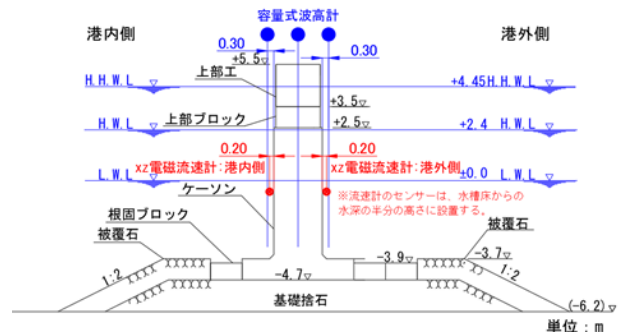 容量式波高計
港内側
港外側
0.30
0.30
+5.5
上部工
H.H.W.L
+4.45H.H.W.L
上部ブロック
+3.5
H.W.L
+2.5
+2.4
H.W.L
0.20
0.20
xz電磁流速計:港内側
xz電磁流速計:港外側
L.W.L
±0.0
L.W.L
ケーソン
※流速計のセンサーは、水槽床からの
水深の半分の高さに設置する。
根固ブロック
被覆石
被覆石
1:2
-3.9
-3.7
1:2
-4.7
基礎捨石
(-6.2)
単位:m